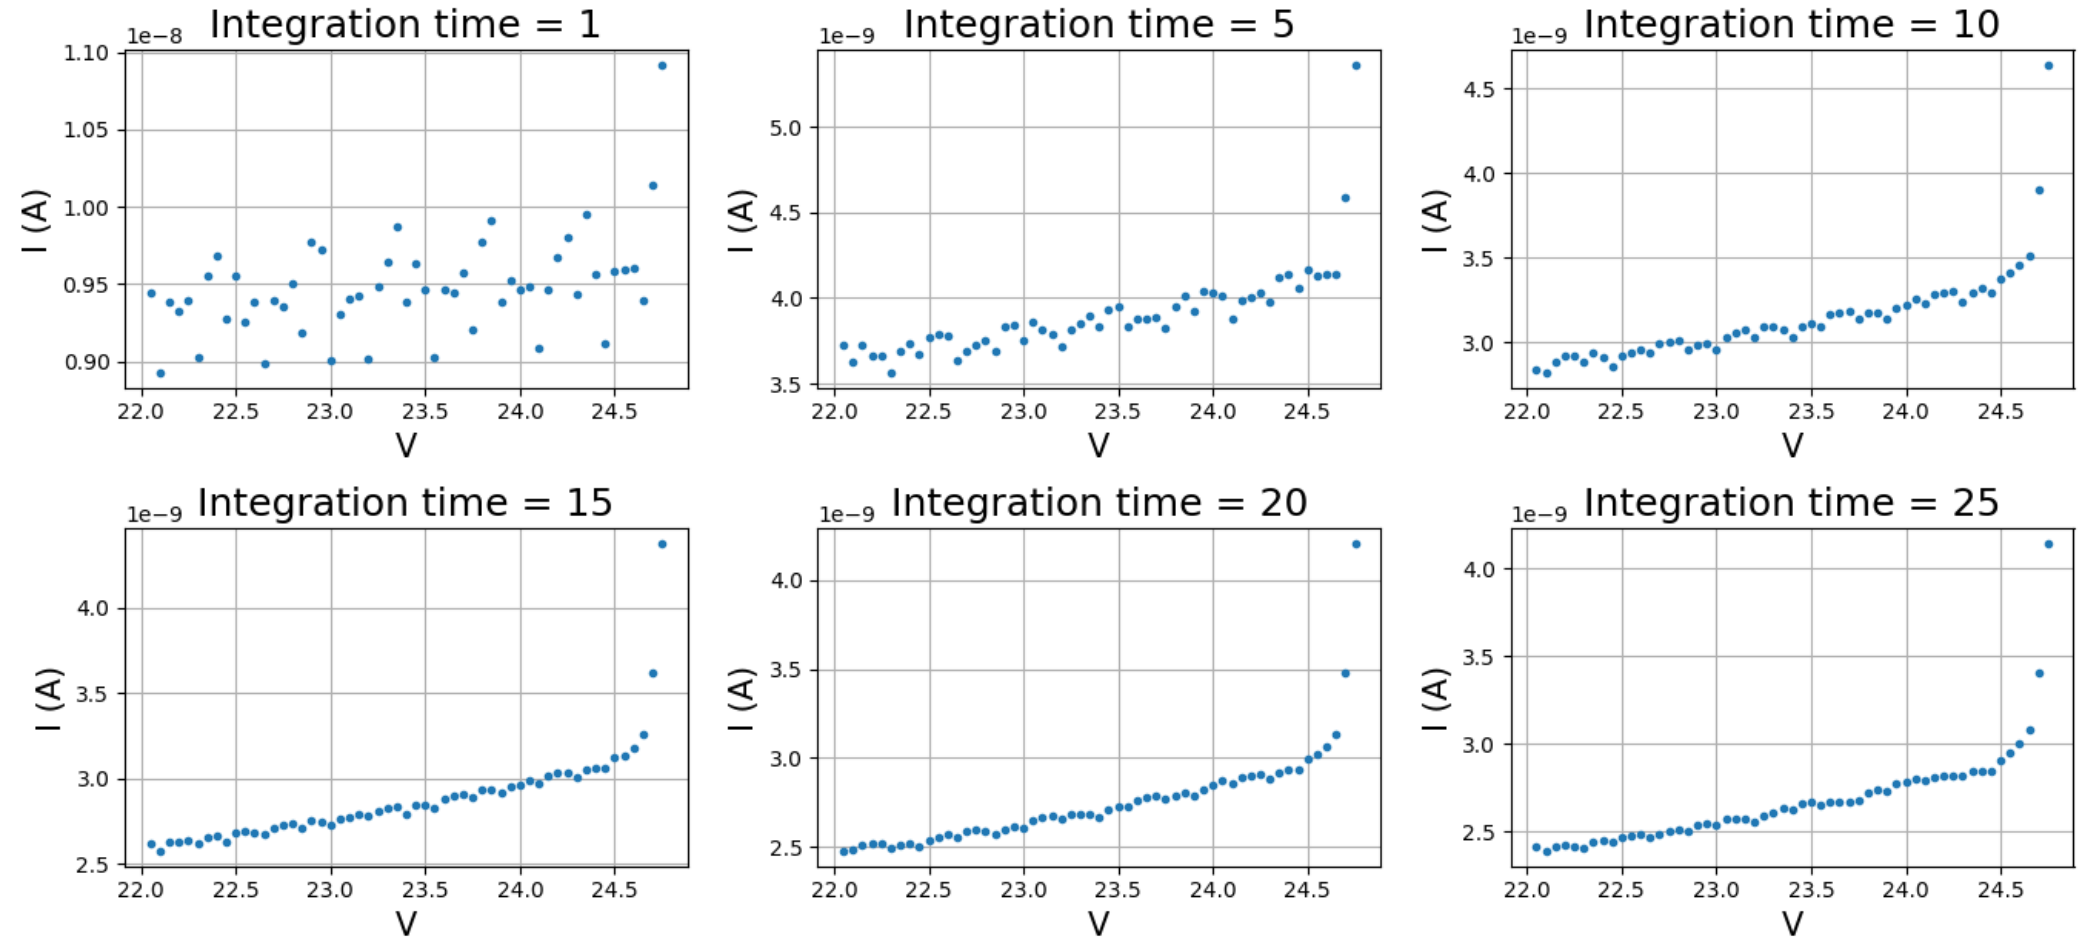 Integration time = 1
1e−8
1.10
1.05
1.00
0.95
0.90
I (A)
22.0 22.5 23.0 23.5 24.0 24.5
V
Integration time = 5
1e−9
5.0
4.5
4.0
3.5
I (A)
22.0 22.5 23.0 23.5 24.0 24.5
V
Integration time = 10
1e−9
4.5
4.0
3.5
3.0
I (A)
22.0 22.5 23.0 23.5 24.0 24.5
V
Integration time = 15
1e−9
4.0
3.5
3.0
2.5
I (A)
22.0 22.5 23.0 23.5 24.0 24.5
V
Integration time = 20
1e−9
4.0
3.5
3.0
2.5
I (A)
22.0 22.5 23.0 23.5 24.0 24.5
V
Integration time = 25
1e−9
4.0
3.5
3.0
2.5
I (A)
22.0 22.5 23.0 23.5 24.0 24.5
V